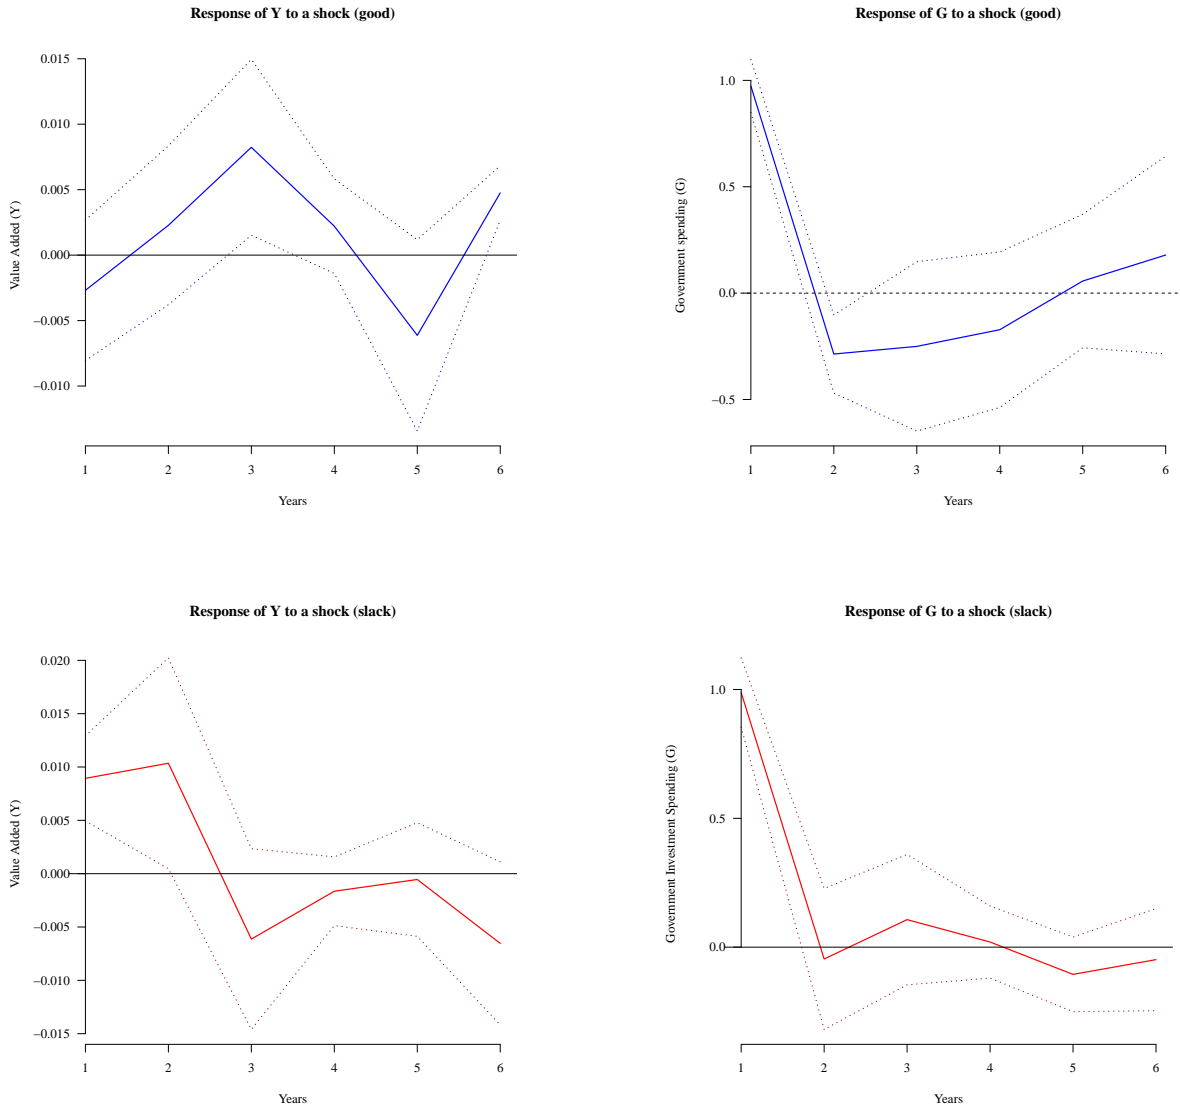 Response of Y to a shock (good)
Value Added (Y)
0.015
0.010
0.005
0.000
−0.005
−0.010
1 2 3 4 5 6
Years
Response of G to a shock (good)
Government spending (G)
1.0
0.5
0.0
−0.5
1 2 3 4 5 6
Years
Response of Y to a shock (slack)
Value Added (Y)
0.020
0.015
0.010
0.005
0.000
−0.005
−0.010
−0.015
1 2 3 4 5 6
Years
Response of G to a shock (slack)
Government Investment Spending (G)
1.0
0.5
0.0
1 2 3 4 5 6
Years